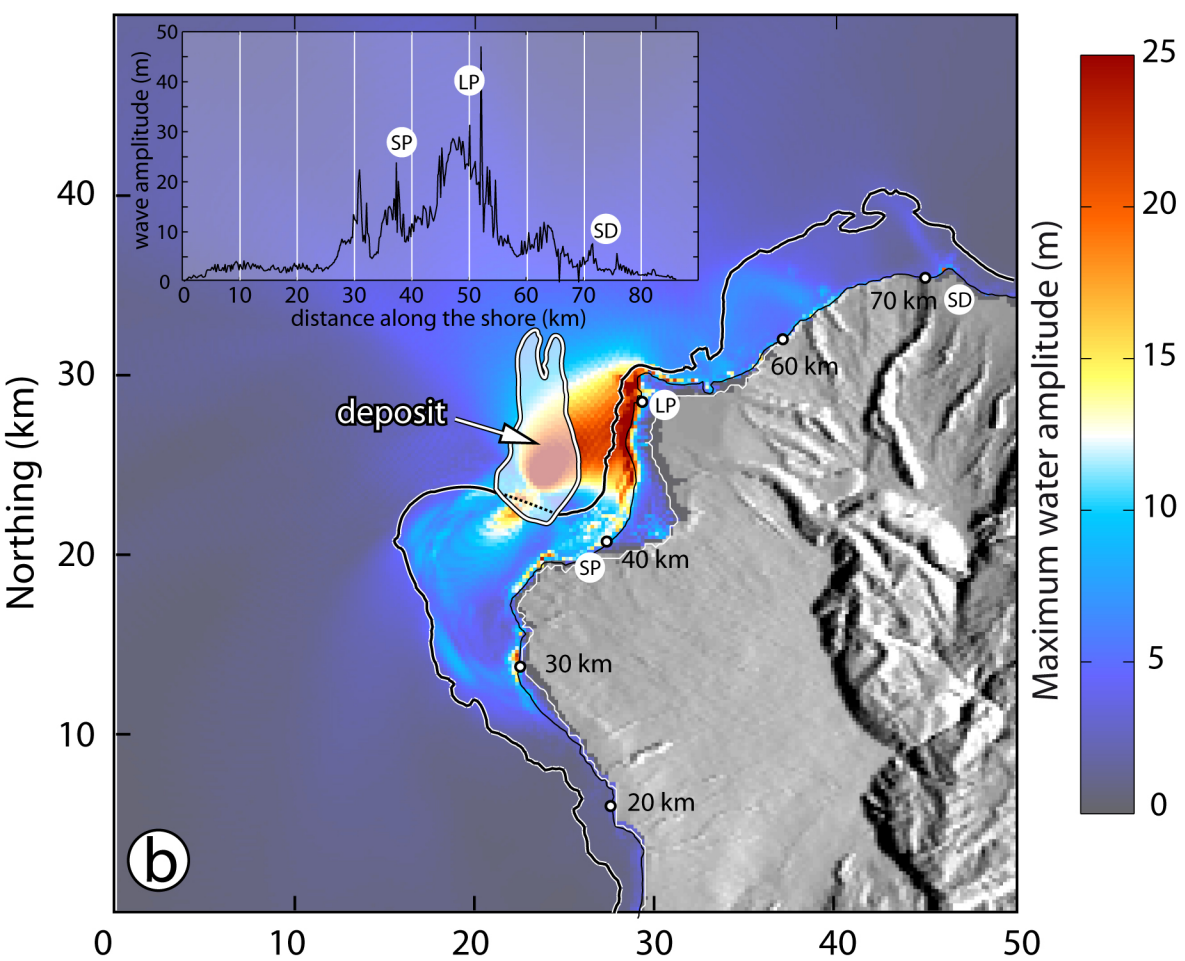 50
40
30
20
10
0
wave amplitude (m)
SP
LP
SD
0 10 20 30 40 50 60 70 80
distance along the shore (km)
40
30
20
10
Northing (km)
deposit
LP
SP
SD
70 km
60 km
40 km
30 km
20 km
b
0 10 20 30 40 50
25
20
15
10
5
0
Maximum water amplitude (m)